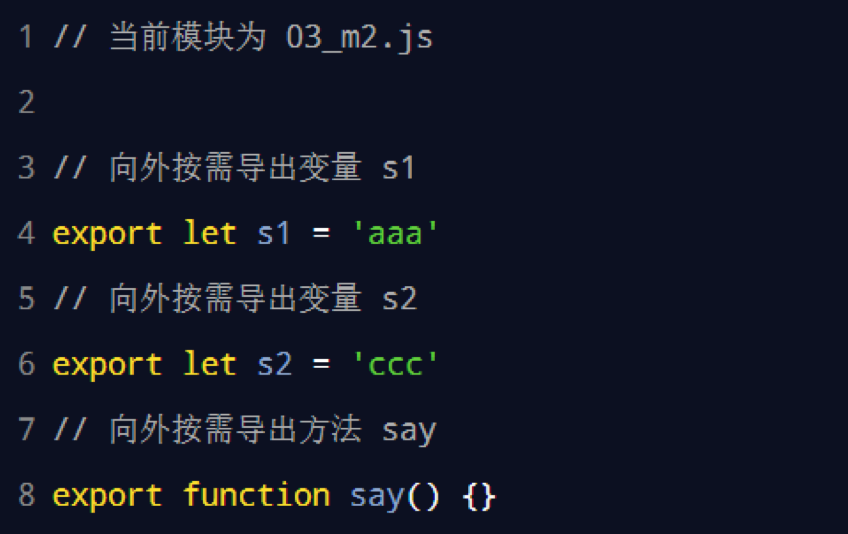 1 // 当前模块为 03_m2.js
2
3 // 向外按需导出变量 s1
4 export let s1 = 'aaa'
5 // 向外按需导出变量 s2
6 export let s2 = 'ccc'
7 // 向外按需导出方法 say
8 export function say() {}